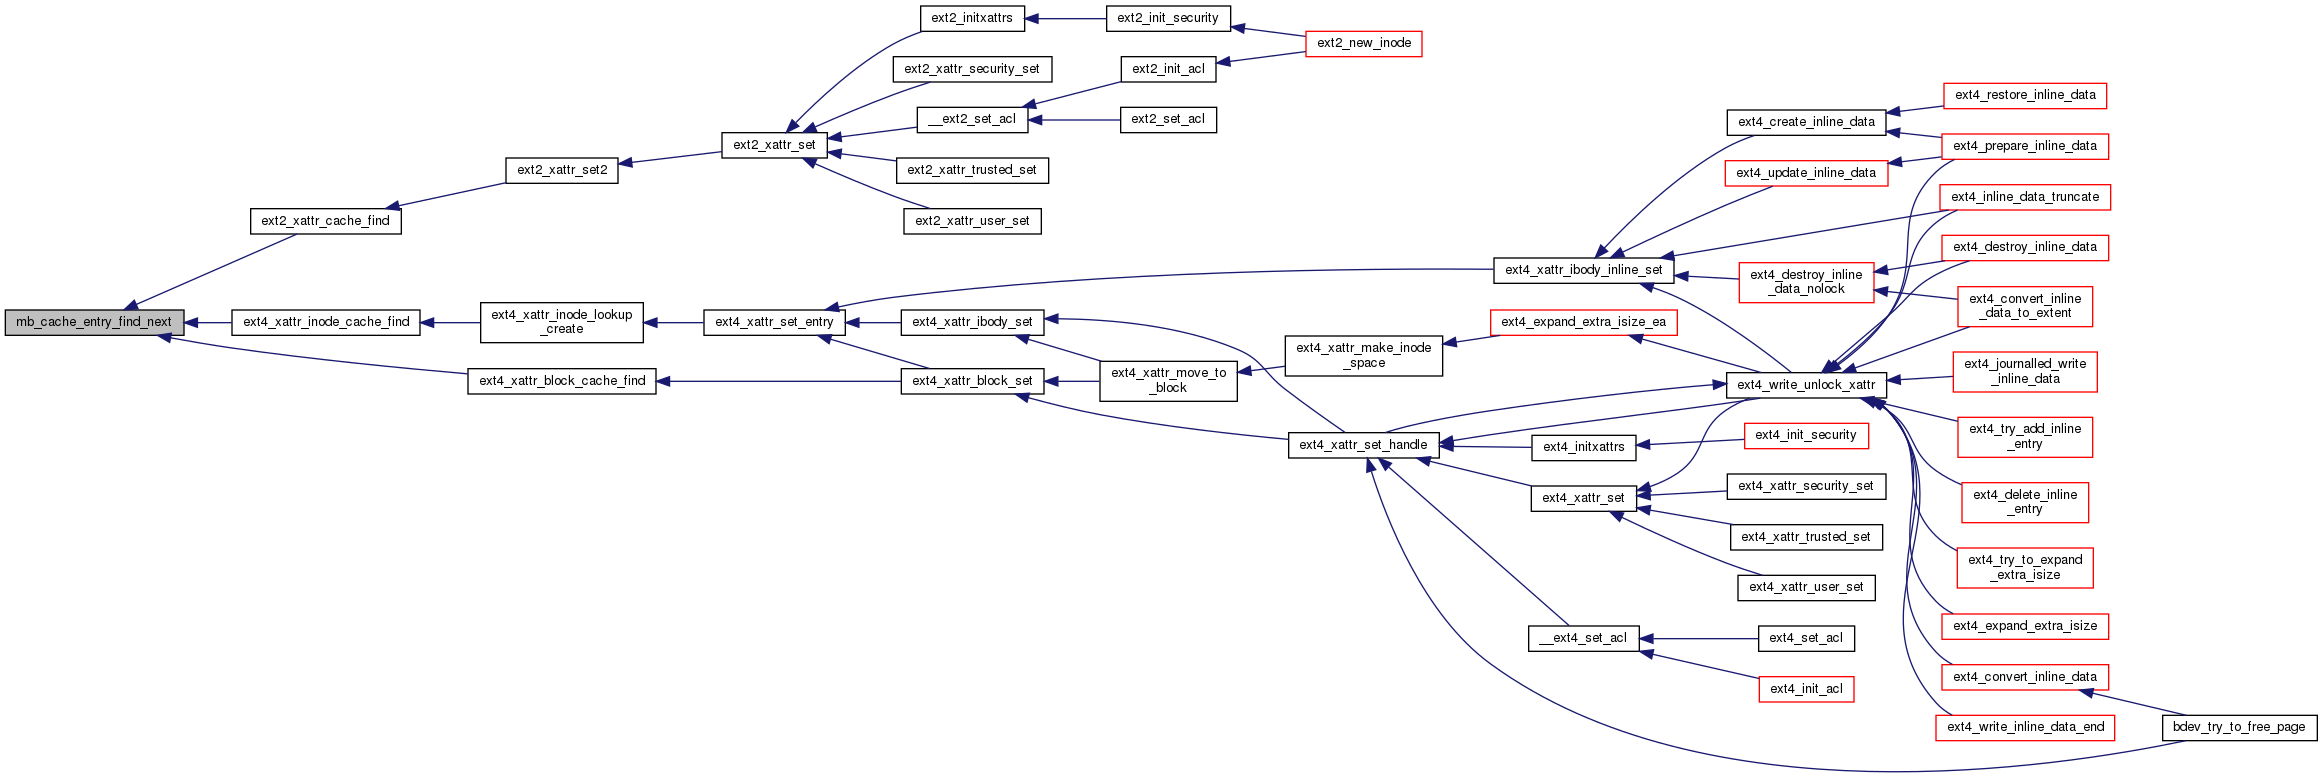 ext2_initxattrs
ext2_init_security
ext2_new_inode
ext2_xattr_security_set
ext2_init_acl
__ext2_set_acl
ext2_set_acl
ext2_xattr_set
ext2_xattr_set2
ext2_xattr_trusted_set
ext2_xattr_cache_find
ext2_xattr_user_set
mb_cache_entry_find_next
ext4_xattr_inode_cache_find
ext4_xattr_inode_lookup
_create
ext4_xattr_set_entry
ext4_xattr_ibody_set
ext4_xattr_block_cache_find
ext4_xattr_block_set
ext4_xattr_move_to
_block
ext4_xattr_make_inode
_space
ext4_expand_extra_isize_ea
ext4_xattr_ibody_inline_set
ext4_create_inline_data
ext4_update_inline_data
ext4_destroy_inline
_data_nolock
ext4_restore_inline_data
ext4_prepare_inline_data
ext4_inline_data_truncate
ext4_destroy_inline_data
ext4_convert_inline
_data_to_extent
ext4_write_unlock_xattr
ext4_journalled_write
_inline_data
ext4_try_add_inline
_entry
ext4_xattr_set_handle
ext4_initxattrs
ext4_init_security
ext4_xattr_set
ext4_xattr_security_set
ext4_xattr_trusted_set
ext4_xattr_user_set
ext4_delete_inline
_entry
ext4_try_to_expand
_extra_isize
ext4_expand_extra_isize
__ext4_set_acl
ext4_set_acl
ext4_init_acl
ext4_convert_inline_data
ext4_write_inline_data_end
bdev_try_to_free_page